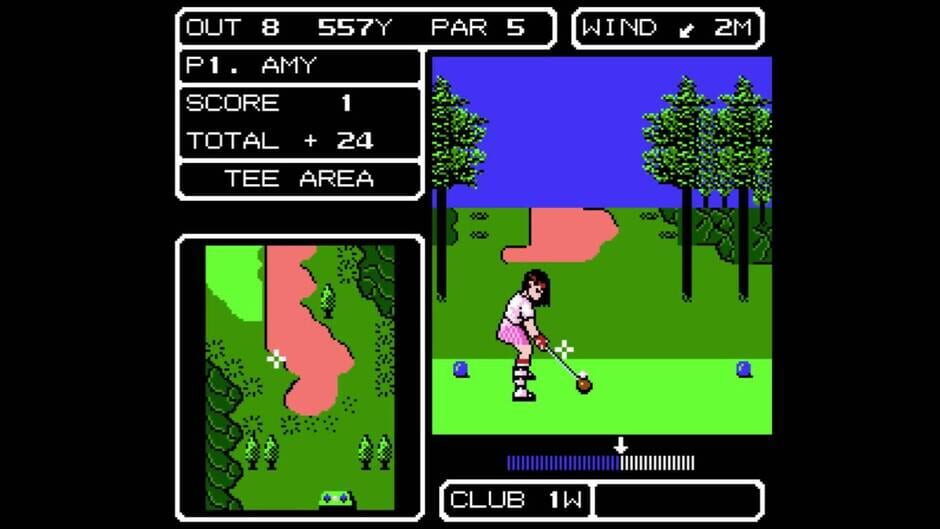 OUT 8 557Y PAR 5
WIND ↙ 2M
P1. AMY
SCORE 1
TOTAL + 24
TEE AREA
CLUB 1W